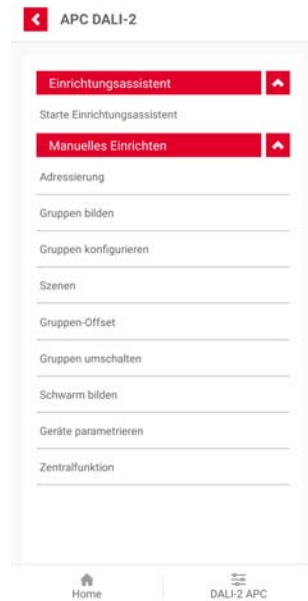 APC DALI-2
Einrichtungsassistent
Starte Einrichtungsassistent
Manuelles Einrichten
Adressierung
Gruppen bilden
Gruppen konfigurieren
Szenen
Gruppen-Offset
Gruppen umschalten
Schwarm bilden
Geräte parametrieren
Zentralfunktion
Home
DALI-2 APC